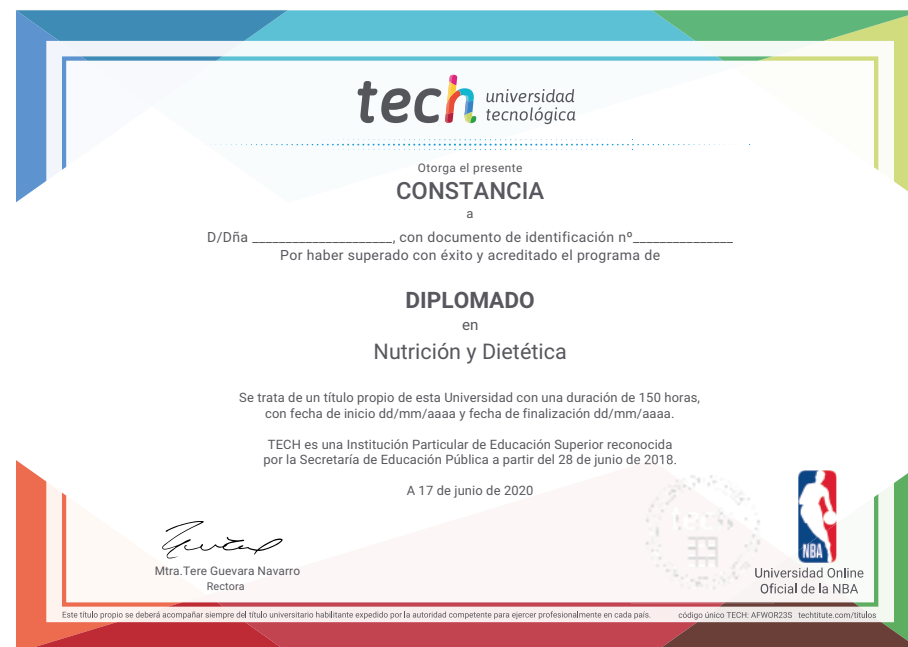 tech universidad
tecnológica
Otorga el presente
CONSTANCIA
a
D/Dña _____________________, con documento de identificación nº_______________
Por haber superado con éxito y acreditado el programa de
DIPLOMADO
en
Nutrición y Dietética
Se trata de un título propio de esta Universidad con una duración de 150 horas,
con fecha de inicio dd/mm/aaaa y fecha de finalización dd/mm/aaaa.
TECH es una Institución Particular de Educación Superior reconocida
por la Secretaría de Educación Pública a partir del 28 de junio de 2018.
A 17 de junio de 2020
Mtra.Tere Guevara Navarro
Rectora
NBA
Universidad Online
Oficial de la NBA
Este título propio se deberá acompañar siempre del título universitario habilitante expedido por la autoridad competente para ejercer profesionalmente en cada país. código único TECH: AFWOR23S techtitute.com/titulos